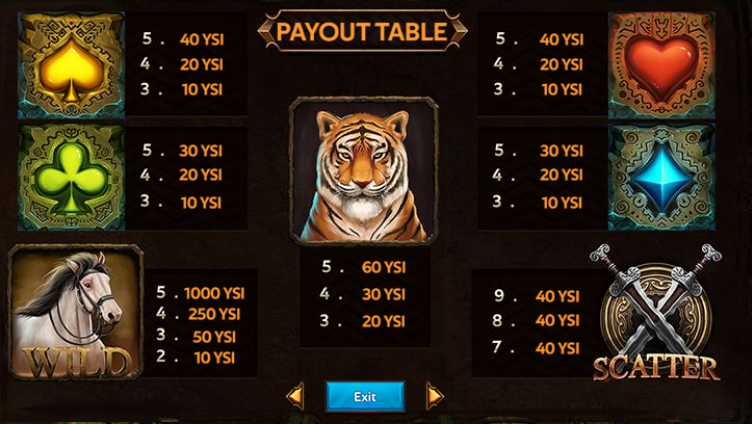 PAYOUT TABLE
5 . 40 YSI
4 . 20 YSI
3 . 10 YSI
5 . 40 YSI
4 . 20 YSI
3 . 10 YSI
5 . 30 YSI
4 . 20 YSI
3 . 10 YSI
5 . 30 YSI
4 . 20 YSI
3 . 10 YSI
WILD
5 . 1000 YSI
4 . 250 YSI
3 . 50 YSI
2 . 10 YSI
5 . 60 YSI
4 . 30 YSI
3 . 20 YSI
9 . 40 YSI
8 . 40 YSI
7 . 40 YSI
SCATTER
Exit